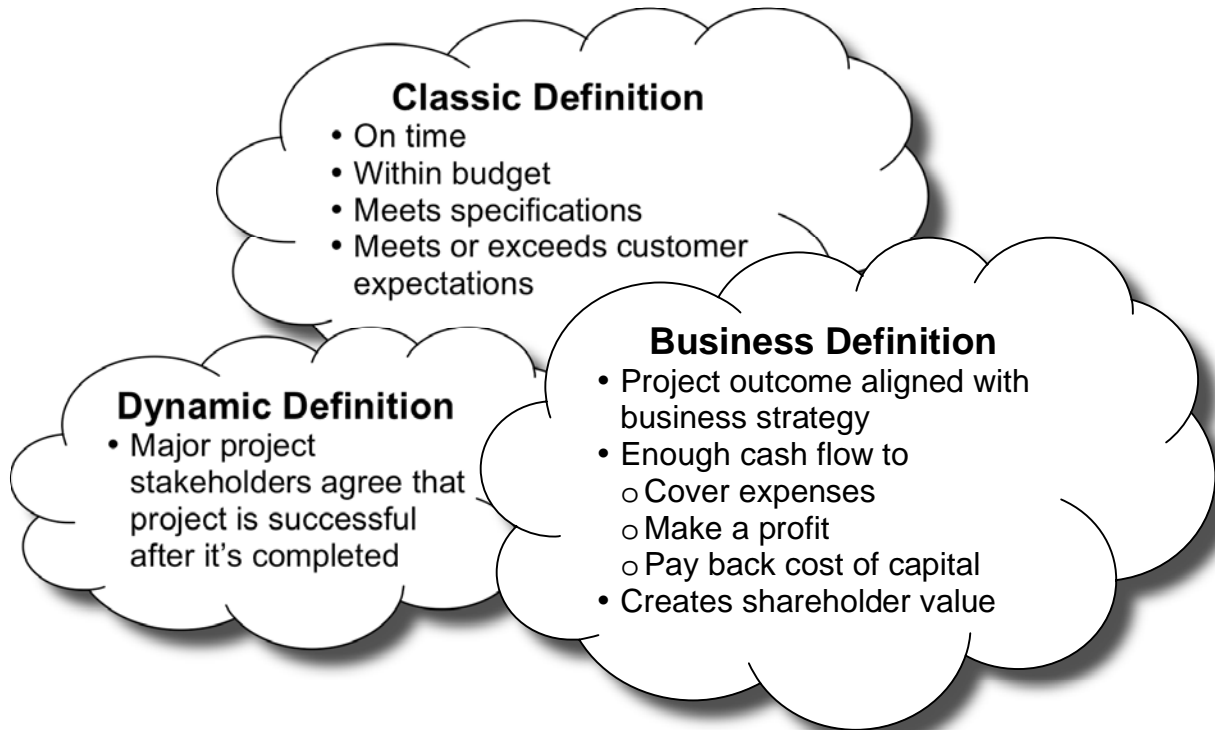 Classic Definition
• On time
• Within budget
• Meets specifications
• Meets or exceeds customer
expectations
Dynamic Definition
• Major project
stakeholders agree that
project is successful
after it's completed
Business Definition
• Project outcome aligned with
business strategy
• Enough cash flow to
o Cover expenses
o Make a profit
o Pay back cost of capital
• Creates shareholder value